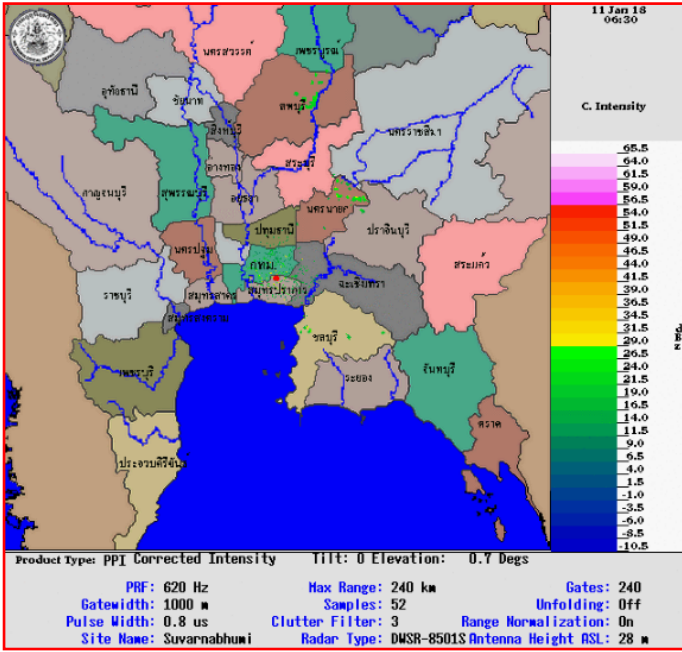 11 Jan 18
06:30
C. Intensity
65.5
64.0
61.5
59.0
56.5
54.0
49.0
46.5
44.0
41.5
39.0
36.5
34.0
31.5
29.0
26.5
24.0
21.5
19.0
16.5
14.0
11.5
9.0
6.5
4.0
1.5
-1.0
-3.5
-6.0
-8.5
-10.5
นครสวรรค์
เพชรบูรณ์
อุทัยธานี
ชัยนาท
ลพบุรี
สิงห์บุรี
นครราชสีมา
อ่างทอง
สระบุรี
กาญจนบุรี
สุพรรณบุรี
อยุธยา
นครนายก
ปทุมธานี
ปราจีนบุรี
นครปฐม
กทม.
สระแก้ว
ราชบุรี
สมุทรสาคร
สมุทรปราการ
ฉะเชิงเทรา
สมุทรสงคราม
ชลบุรี
เพชรบุรี
ระยอง
จันทบุรี
ตราด
ประจวบคีรีขันธ์
Product Type: PPI Corrected Intensity Tilt: 0 Elevation: 0.7 Degs
PRF: 620 Hz Max Range: 240 km Gates: 240
Gatewidth: 1000 m Samples: 52 Unfolding: Off
Pulse Width: 0.8 us Clutter Filter: 3 Range Normalization: On
Site Name: Suvarnabhumi Radar Type: DWSR-8501S Antenna Height ASL: 28 m